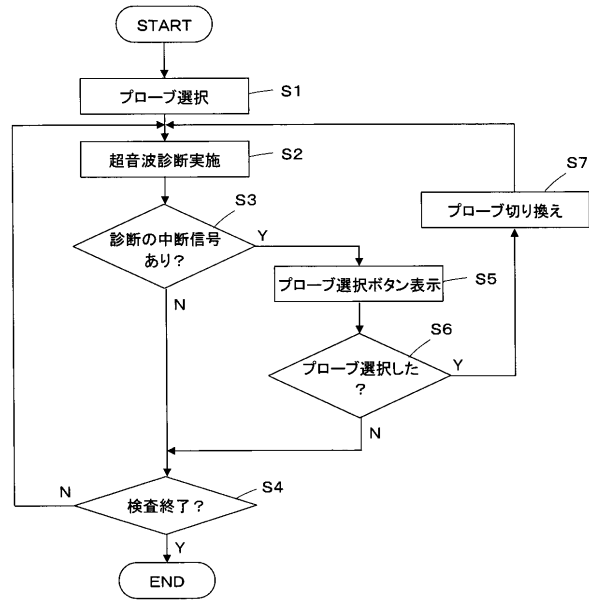 START
プローブ選択
S1
超音波診断実施
S2
S7
プローブ切り換え
S3
診断の中断信号
あり？
Y
N
プローブ選択ボタン表示
S5
S6
プローブ選択した
？
Y
N
S4
検査終了？
N
Y
END